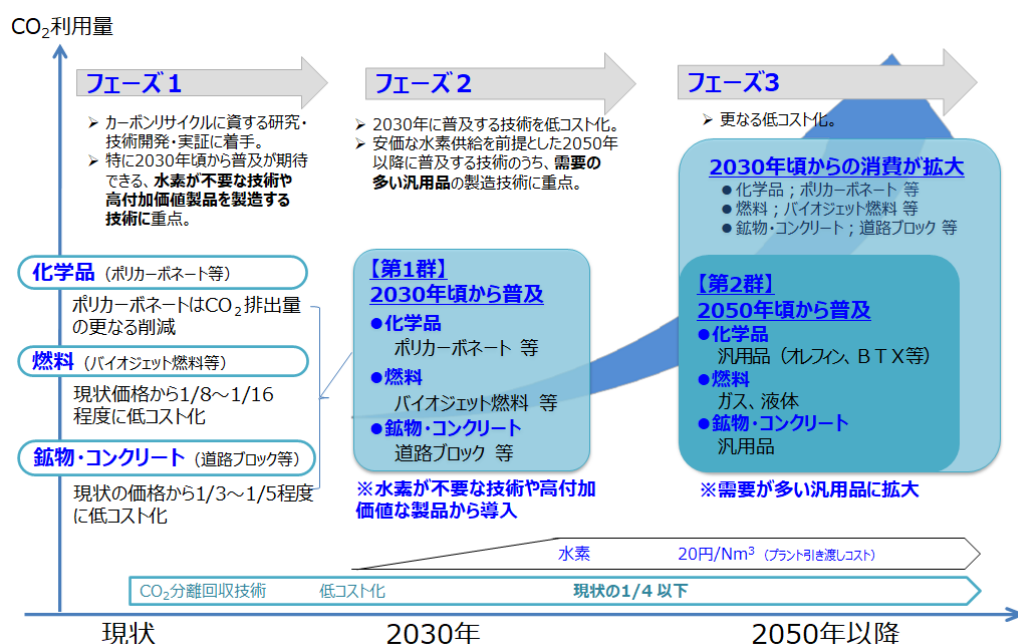 CO₂利用量
フェーズ1
➢ カーボンリサイクルに資する研究・
技術開発・実証に着手。
➢ 特に2030年頃から普及が期待
できる、水素が不要な技術や
高付加価値製品を製造する
技術に重点。
フェーズ2
➢ 2030年に普及する技術を低コスト化。
➢ 安価な水素供給を前提とした2050年
以降に普及する技術のうち、需要の
多い汎用品の製造技術に重点。
フェーズ3
➢ 更なる低コスト化。
2030年頃からの消費が拡大
●化学品;ポリカーボネート 等
●燃料;バイオジェット燃料 等
●鉱物・コンクリート;道路ブロック 等
化学品(ポリカーボネート等)
ポリカーボネートはCO₂排出量
の更なる削減
燃料(バイオジェット燃料等)
現状価格から1/8~1/16
程度に低コスト化
鉱物・コンクリート(道路ブロック等)
現状の価格から1/3~1/5程度
に低コスト化
【第1群】
2030年頃から普及
●化学品
ポリカーボネート 等
●燃料
バイオジェット燃料 等
●鉱物・コンクリート
道路ブロック 等
※水素が不要な技術や高付加
価値な製品から導入
【第2群】
2050年頃から普及
●化学品
汎用品(オレフィン、BTX等)
●燃料
ガス、液体
●鉱物・コンクリート
汎用品
※需要が多い汎用品に拡大
水素 20円/Nm³(プラント引き渡しコスト)
CO₂分離回収技術 低コスト化 現状の1/4 以下
現状 2030年 2050年以降